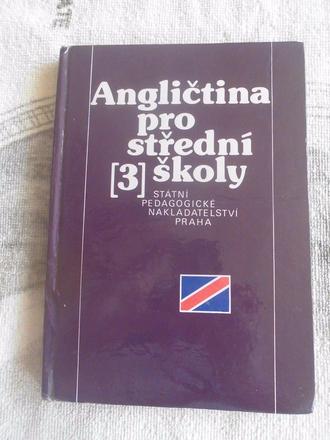 Angličtina
pro
střední
[3] školy
STÁTNÍ
PEDAGOGICKÉ
NAKLADATELSTVÍ
PRAHA